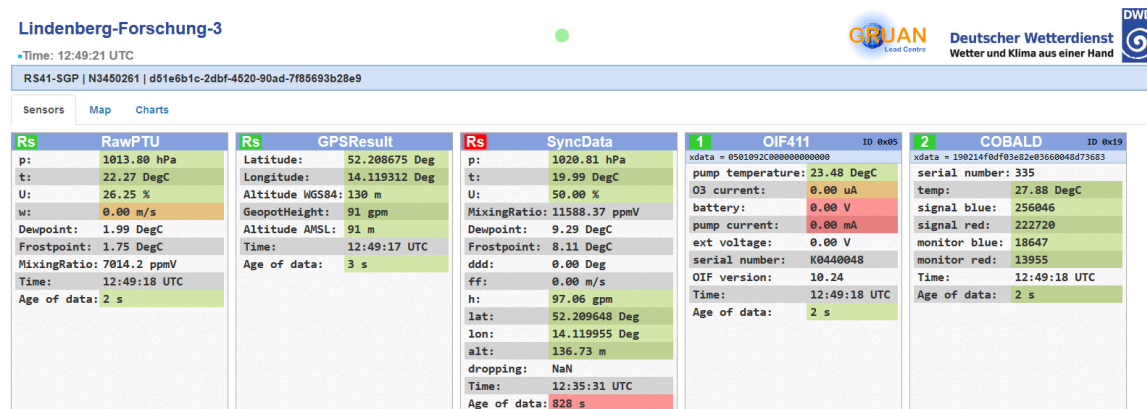 Lindenberg-Forschung-3
Time: 12:49:21 UTC
GRUAN
Lead Centre
Deutscher Wetterdienst
Wetter und Klima aus einer Hand
DWD
RS41-SGP | N3450261 | d51e6b1c-2dbf-4520-90ad-7f85693b28e9
Sensors Map Charts
Rs RawPTU
p: 1013.80 hPa
t: 22.27 DegC
U: 26.25 %
w: 0.00 m/s
Dewpoint: 1.99 DegC
Frostpoint: 1.75 DegC
MixingRatio: 7014.2 ppmV
Time: 12:49:18 UTC
Age of data: 2 s
Rs GPSResult
Latitude: 52.208675 Deg
Longitude: 14.119312 Deg
Altitude WGS84: 130 m
GeopotHeight: 91 gpm
Altitude AMSL: 91 m
Time: 12:49:17 UTC
Age of data: 3 s
Rs SyncData
p: 1020.81 hPa
t: 19.99 DegC
U: 50.00 %
MixingRatio: 11588.37 ppmV
Dewpoint: 9.29 DegC
Frostpoint: 8.11 DegC
ddd: 0.00 Deg
ff: 0.00 m/s
h: 97.06 gpm
lat: 52.209648 Deg
lon: 14.119955 Deg
alt: 136.73 m
dropping: NaN
Time: 12:35:31 UTC
Age of data: 828 s
1 OIF411 ID 0x05
xdata = 0501092C000000000000
pump temperature: 23.48 DegC
O3 current: 0.00 uA
battery: 0.00 V
pump current: 0.00 mA
ext voltage: 0.00 V
serial number: K0440048
OIF version: 10.24
Time: 12:49:18 UTC
Age of data: 2 s
2 COBALD ID 0x19
xdata = 190214f0df03e82e03660048d73683
serial number: 335
temp: 27.88 DegC
signal blue: 256046
signal red: 222720
monitor blue: 18647
monitor red: 13955
Time: 12:49:18 UTC
Age of data: 2 s